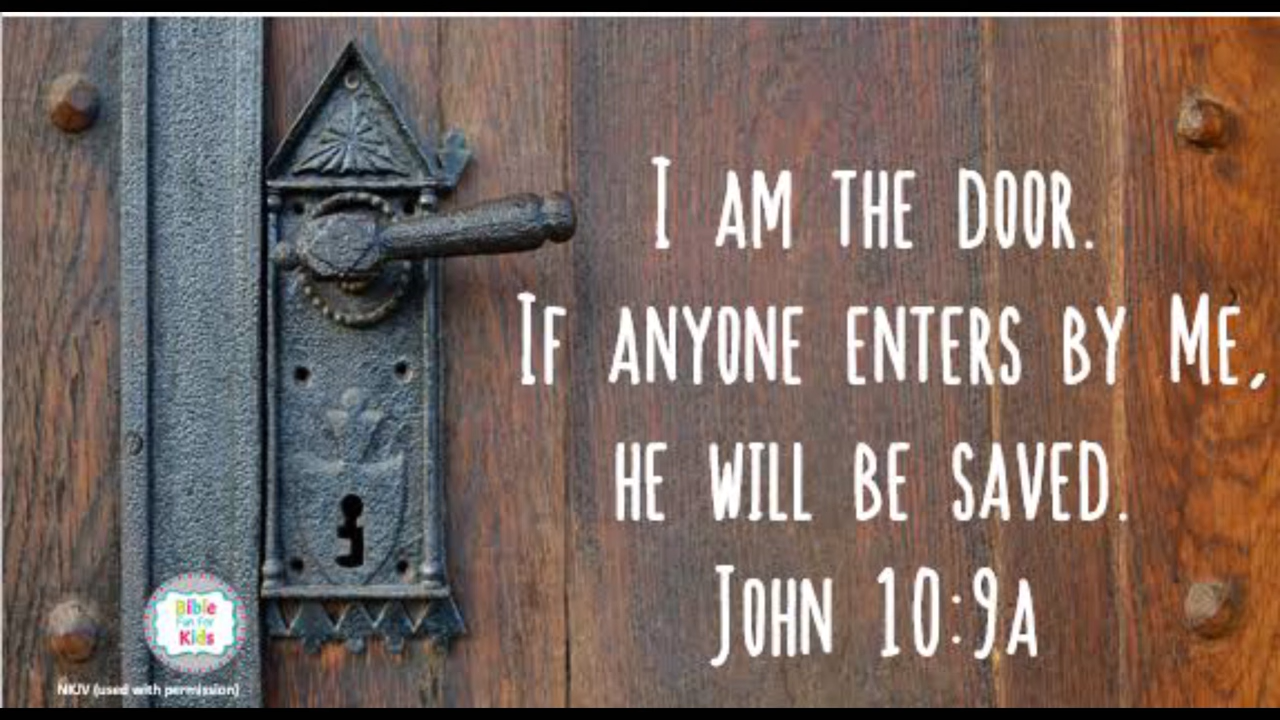 I AM THE DOOR.
IF ANYONE ENTERS BY ME,
HE WILL BE SAVED.
JOHN 10:9A
Bible
Fun For
Kids
NKJV (used with permission)